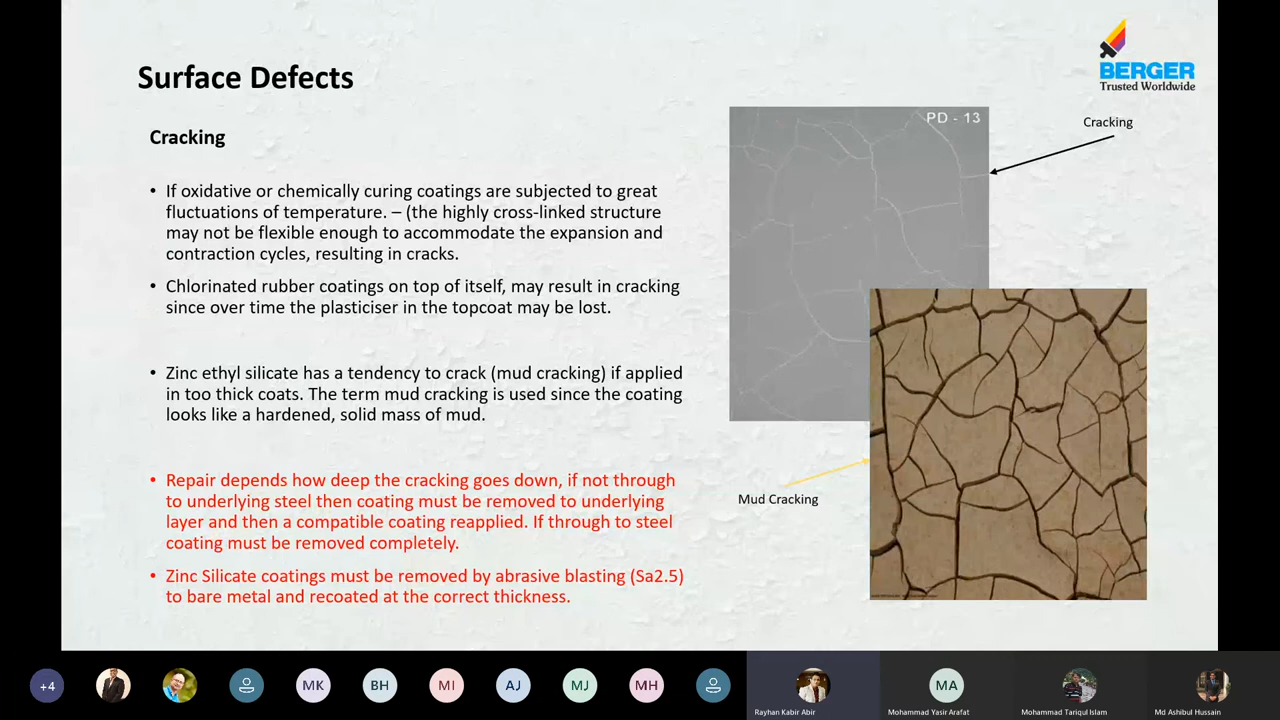 Surface Defects
BERGER
Trusted Worldwide
Cracking
• If oxidative or chemically curing coatings are subjected to great
fluctuations of temperature. – (the highly cross-linked structure
may not be flexible enough to accommodate the expansion and
contraction cycles, resulting in cracks.
• Chlorinated rubber coatings on top of itself, may result in cracking
since over time the plasticiser in the topcoat may be lost.
• Zinc ethyl silicate has a tendency to crack (mud cracking) if applied
in too thick coats. The term mud cracking is used since the coating
looks like a hardened, solid mass of mud.
• Repair depends how deep the cracking goes down, if not through
to underlying steel then coating must be removed to underlying
layer and then a compatible coating reapplied. If through to steel
coating must be removed completely.
• Zinc Silicate coatings must be removed by abrasive blasting (Sa2.5)
to bare metal and recoated at the correct thickness.
PD - 13
Cracking
Mud Cracking
+4
MK
BH
MI
AJ
MJ
MH
Rayhan Kabir Abir
MA
Mohammad Yasir Arafat
Mohammad Tariqul Islam
Md Ashibul Hussain